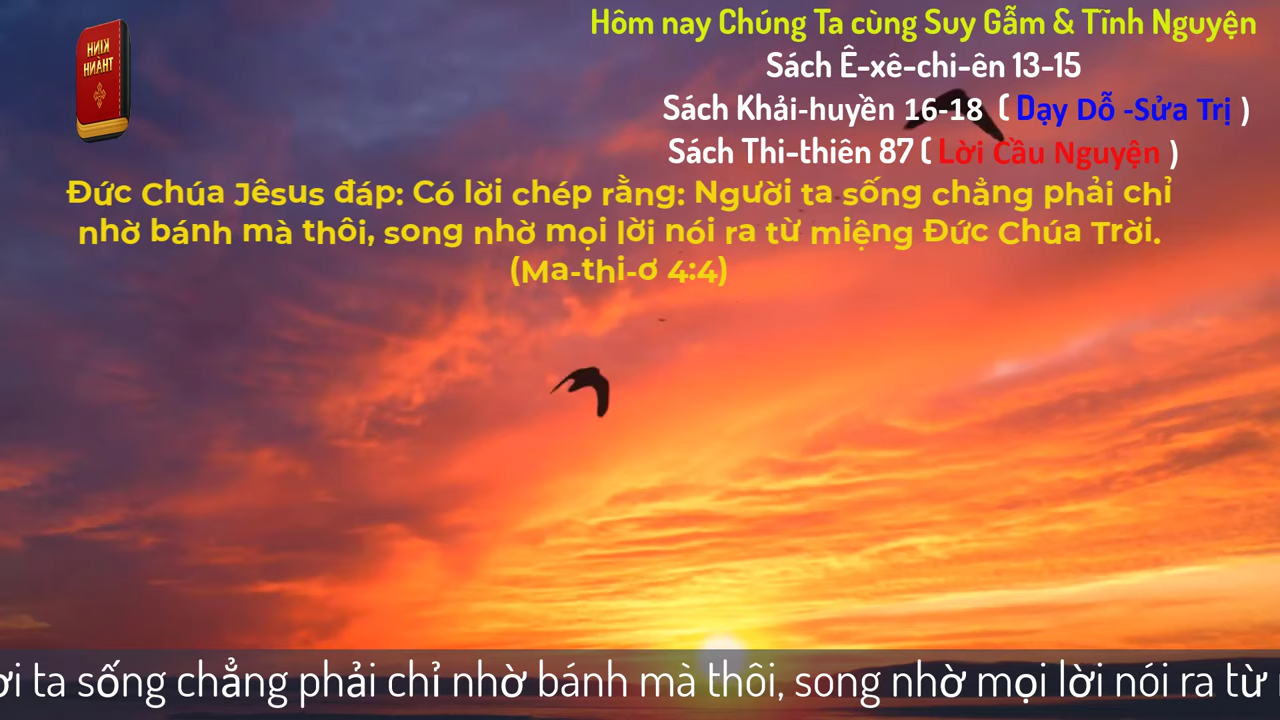 KINH
THÁNH
Hôm nay Chúng Ta cùng Suy Gẫm & Tĩnh Nguyện
Sách Ê-xê-chi-ên 13-15
Sách Khải-huyền 16-18 ( Dạy Dỗ -Sửa Trị )
Sách Thi-thiên 87 ( Lời Cầu Nguyện )
Đức Chúa Jêsus đáp: Có lời chép rằng: Người ta sống chẳng phải chỉ
nhờ bánh mà thôi, song nhờ mọi lời nói ra từ miệng Đức Chúa Trời.
(Ma-thi-ơ 4:4)
ơi ta sống chẳng phải chỉ nhờ bánh mà thôi, song nhờ mọi lời nói ra từ